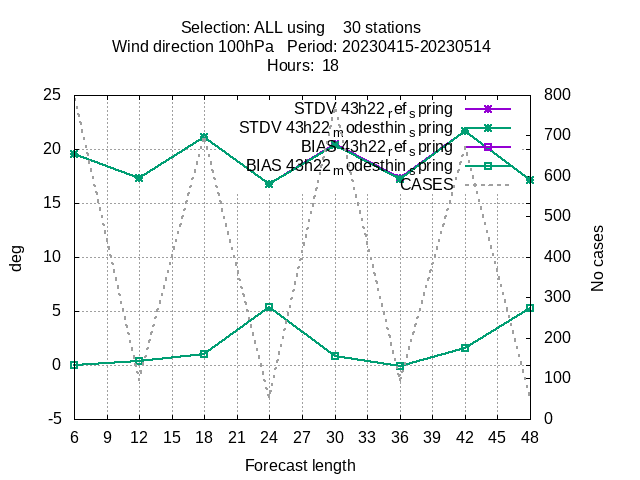 Selection: ALL using 30 stations
Wind direction 100hPa Period: 20230415-20230514
Hours: 18
25
20
15
10
5
0
-5
deg
800
700
600
500
400
300
200
100
0
No cases
STDV 43h22_ref_spring
STDV 43h22_modesthin_spring
BIAS 43h22_ref_spring
BIAS 43h22_modesthin_spring
CASES
6 9 12 15 18 21 24 27 30 33 36 39 42 45 48
Forecast length